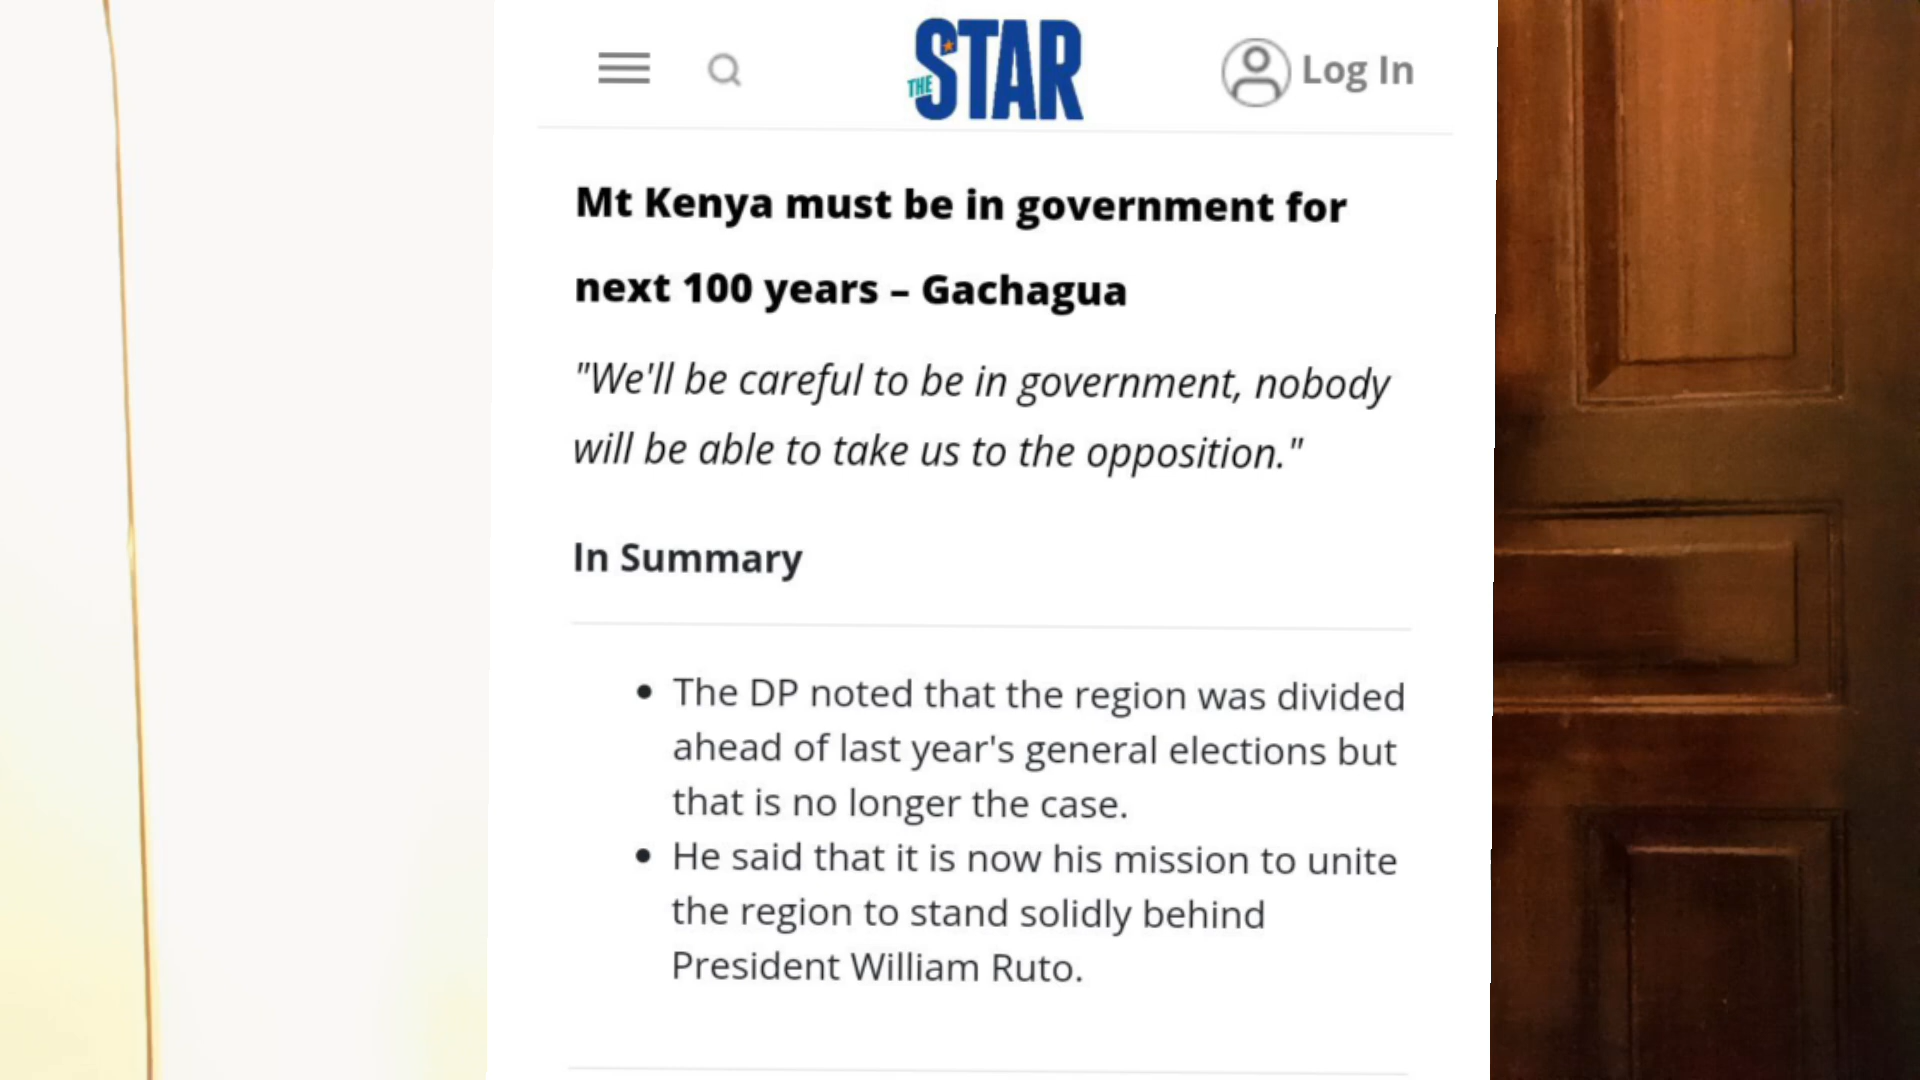 THE STAR
Log In
Mt Kenya must be in government for
next 100 years – Gachagua
"We'll be careful to be in government, nobody
will be able to take us to the opposition."
In Summary
• The DP noted that the region was divided
ahead of last year's general elections but
that is no longer the case.
• He said that it is now his mission to unite
the region to stand solidly behind
President William Ruto.